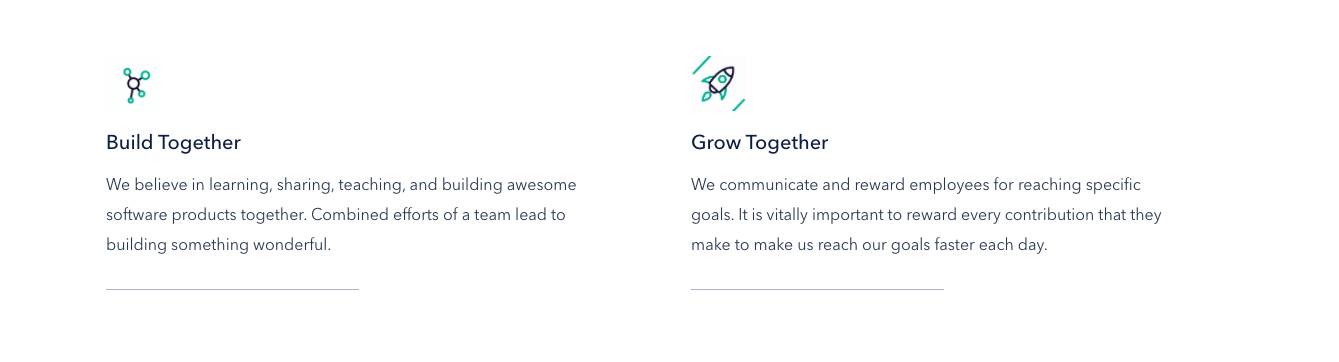 Build Together
We believe in learning, sharing, teaching, and building awesome
software products together. Combined efforts of a team lead to
building something wonderful.
Grow Together
We communicate and reward employees for reaching specific
goals. It is vitally important to reward every contribution that they
make to make us reach our goals faster each day.